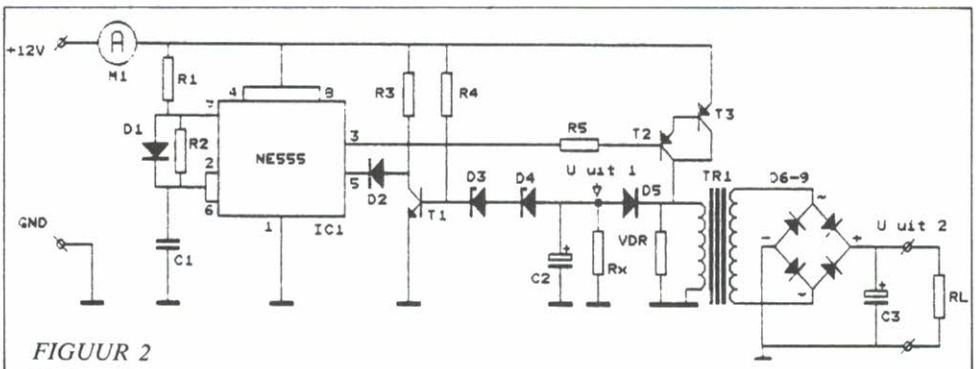 +12V
A
M1
R1
4
8
R3
R4
T3
7
D1
R2
NE555
3
R5
T2
2
5
D2
D3
D4
U uit 1
D5
TR1
D6-9
~
6
T1
1
IC1
VDR
-
+
U uit 2
GND
C1
+
C2
Rx
~
+
C3
RL
FIGUUR 2